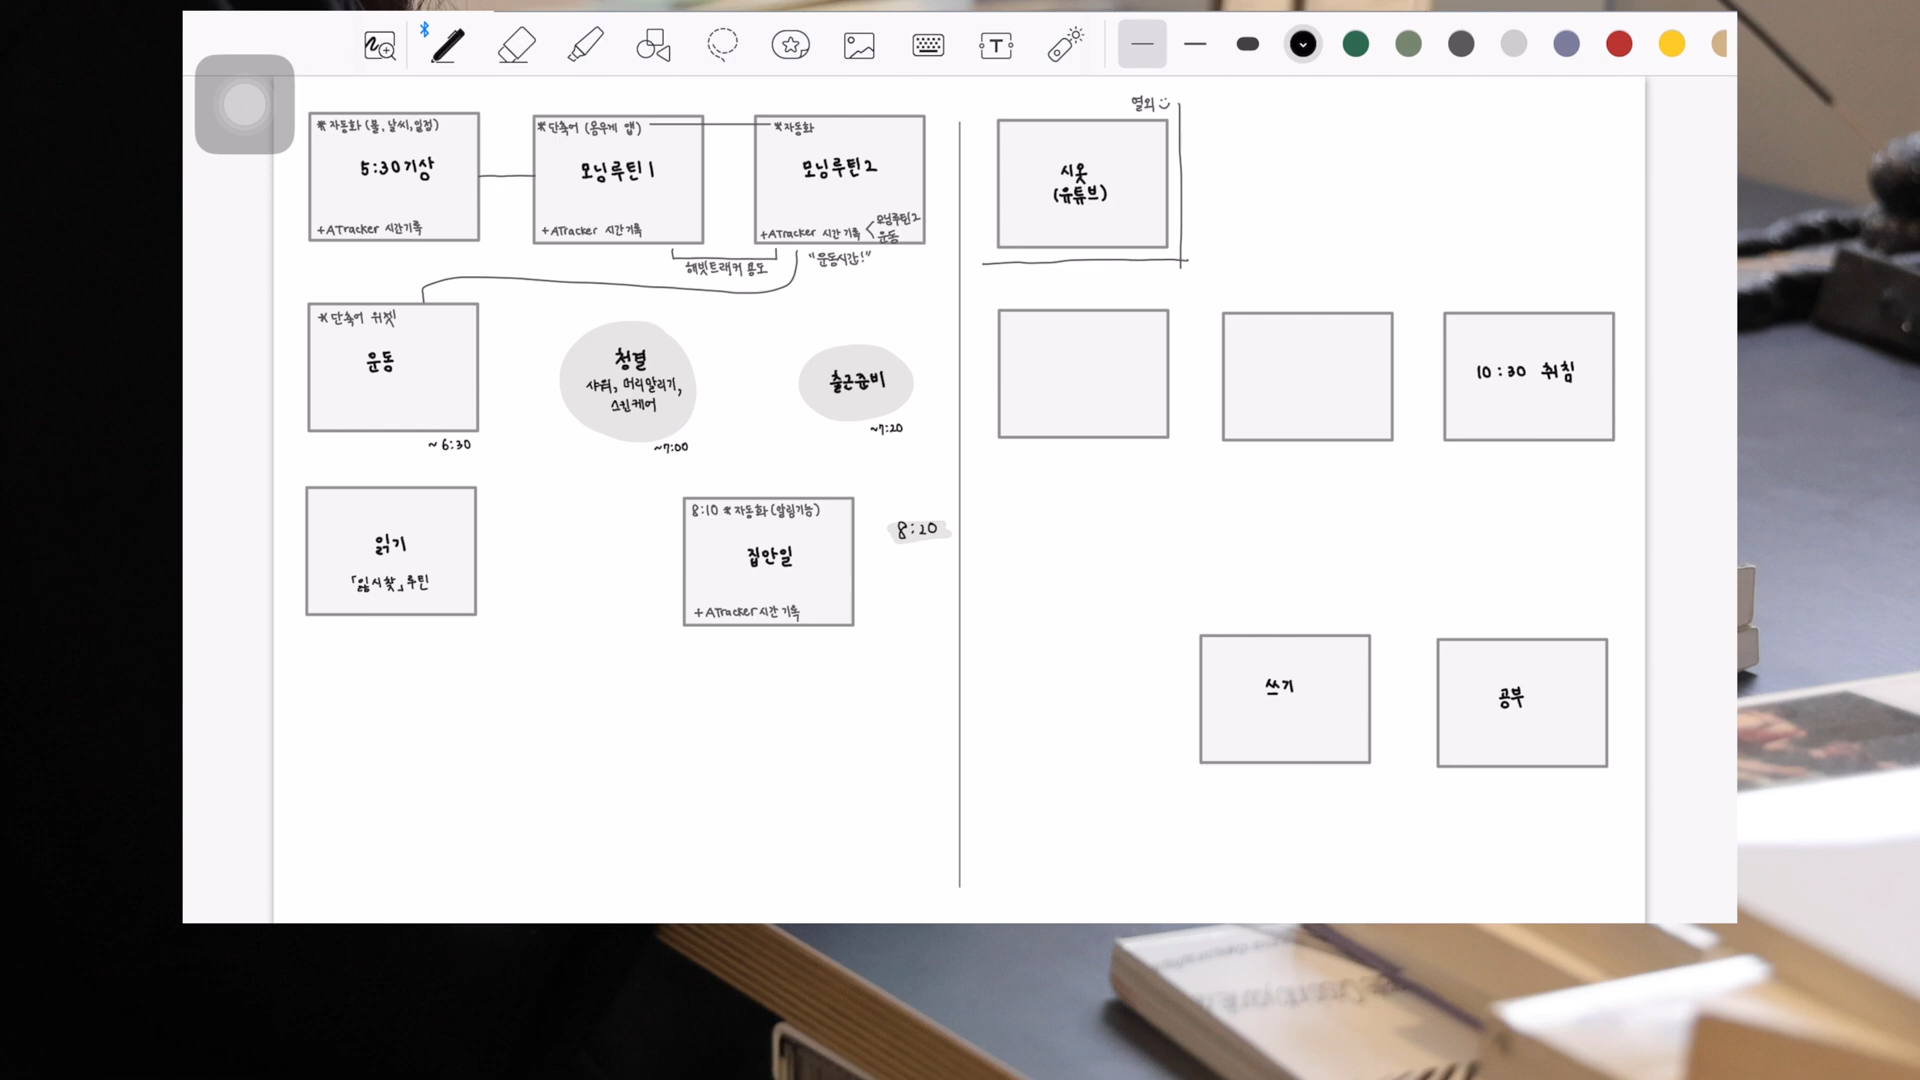 *자동화 (불, 날씨, 일정)
5:30 기상
+ATracker 시간기록
*단축어 (몽우게 앱)
모닝루틴 1
+ATracker 시간기록
*자동화
모닝루틴 2
+ATracker 시간기록 < 모닝루틴2
운동
해빗트래커 용도
"운동시간!"
*단축어 위젯
운동
~6:30
청결
샤워, 머리말리기,
스킨케어
~7:00
출근준비
~7:20
읽기
「잃시찾」루틴
8:10 *자동화 (알림기능)
집안일
+ATracker 시간기록
8:20
열외
시옷
(유튜브)
10:30 취침
쓰기
공부
T